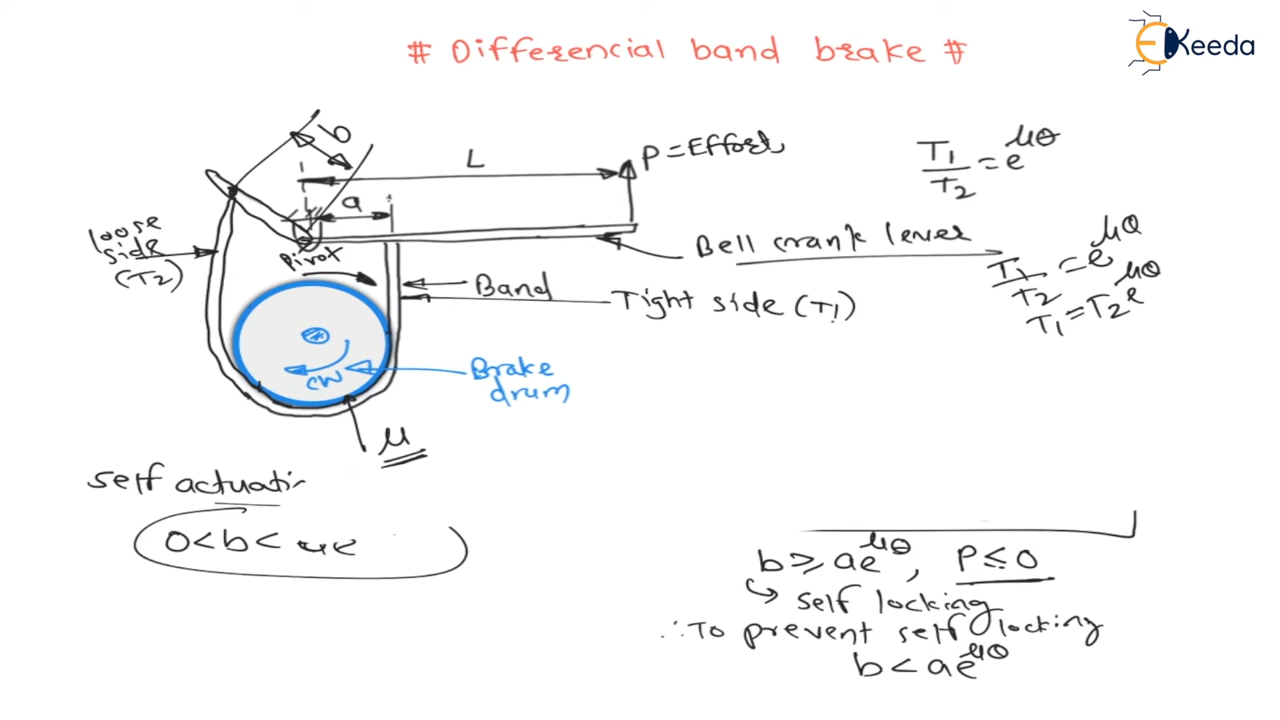 # Differencial band brake #
EKeeda
b
L
P = Effort
T1/T2 = e^μθ
a
loose
side
(T2)
Pivot
Bell crank lever
T1/T2 = e^μθ
T1 = T2 e^μθ
Band
Tight side (T1)
CW
Brake
drum
μ
self actuati
0<b<
b ≥ ae^μθ, P ≤ 0
↳ self locking
∴ To prevent self locking
b < ae^μθ